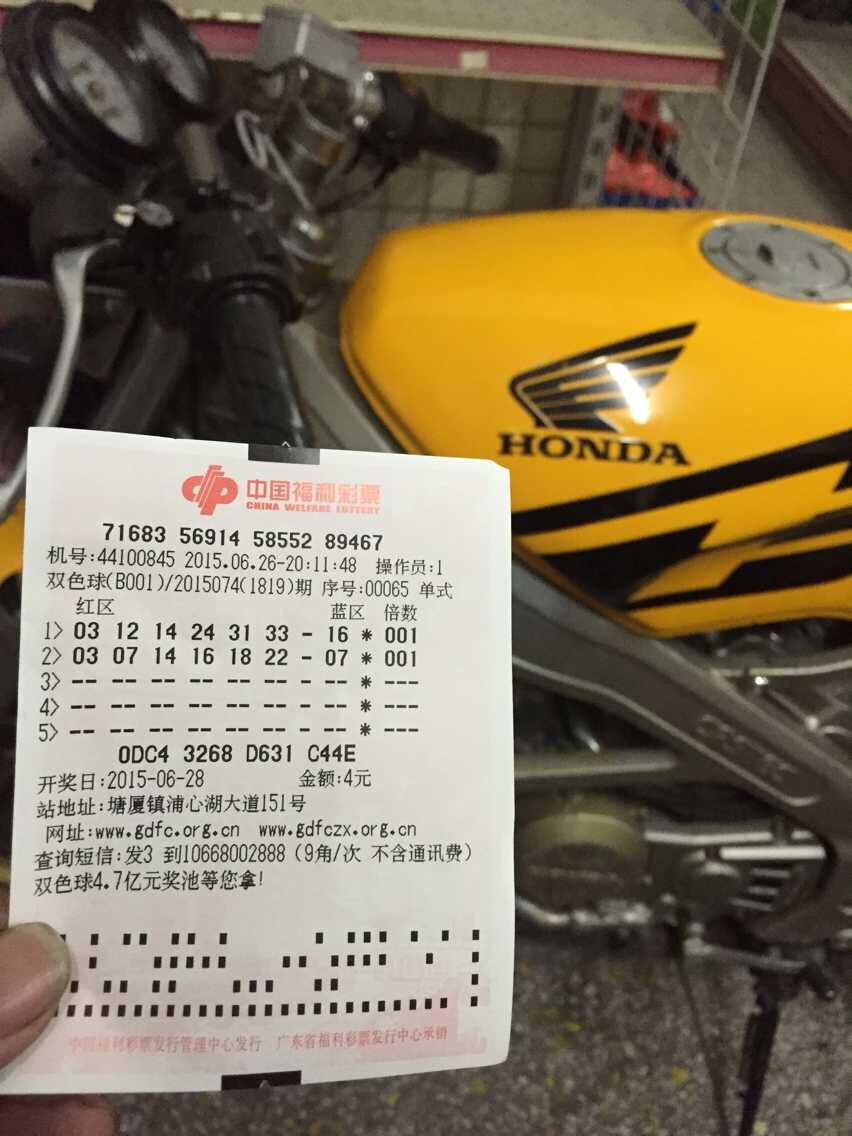 HONDA
中国福利彩票
CHINA WELFARE LOTTERY
71683 56914 58552 89467
机号:44100845 2015.06.26-20:11:48 操作员:1
双色球(B001)/2015074(1819)期 序号:00065 单式
红区 蓝区 倍数
1> 03 12 14 24 31 33 - 16 * 001
2> 03 07 14 16 18 22 - 07 * 001
3> -- -- -- -- -- -- - -- * ---
4> -- -- -- -- -- -- - -- * ---
5> -- -- -- -- -- -- - -- * ---
0DC4 3268 D631 C44E
开奖日:2015-06-28 金额:4元
站地址:塘厦镇浦心湖大道151号
网址:www.gdfc.org.cn www.gdfczx.org.cn
查询短信:发3 到10668002888（9角/次 不含通讯费）
双色球4.7亿元奖池等您拿!
中国福利彩票发行管理中心发行 广东省福利彩票发行中心承销